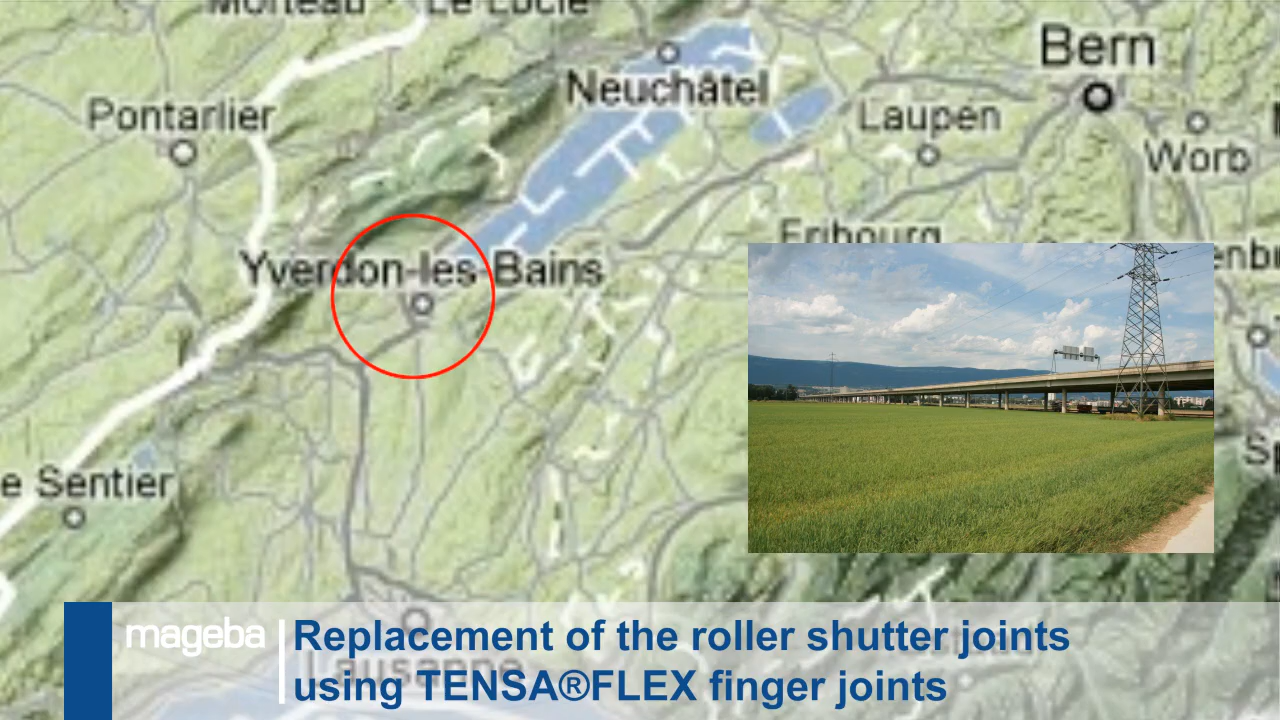 Morteau
Le Locle
Bern
Neuchâtel
Pontarlier
Laupen
Worb
Fribourg
Yverdon-les-Bains
e Sentier
mageba
Replacement of the roller shutter joints
using TENSA®FLEX finger joints
Lausanne